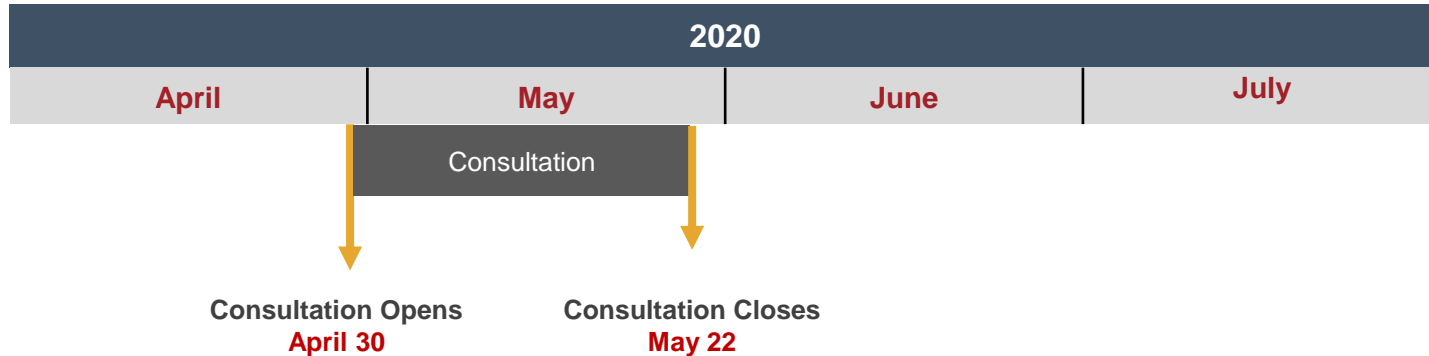 2020
April May June July
Consultation
Consultation Opens Consultation Closes
April 30 May 22